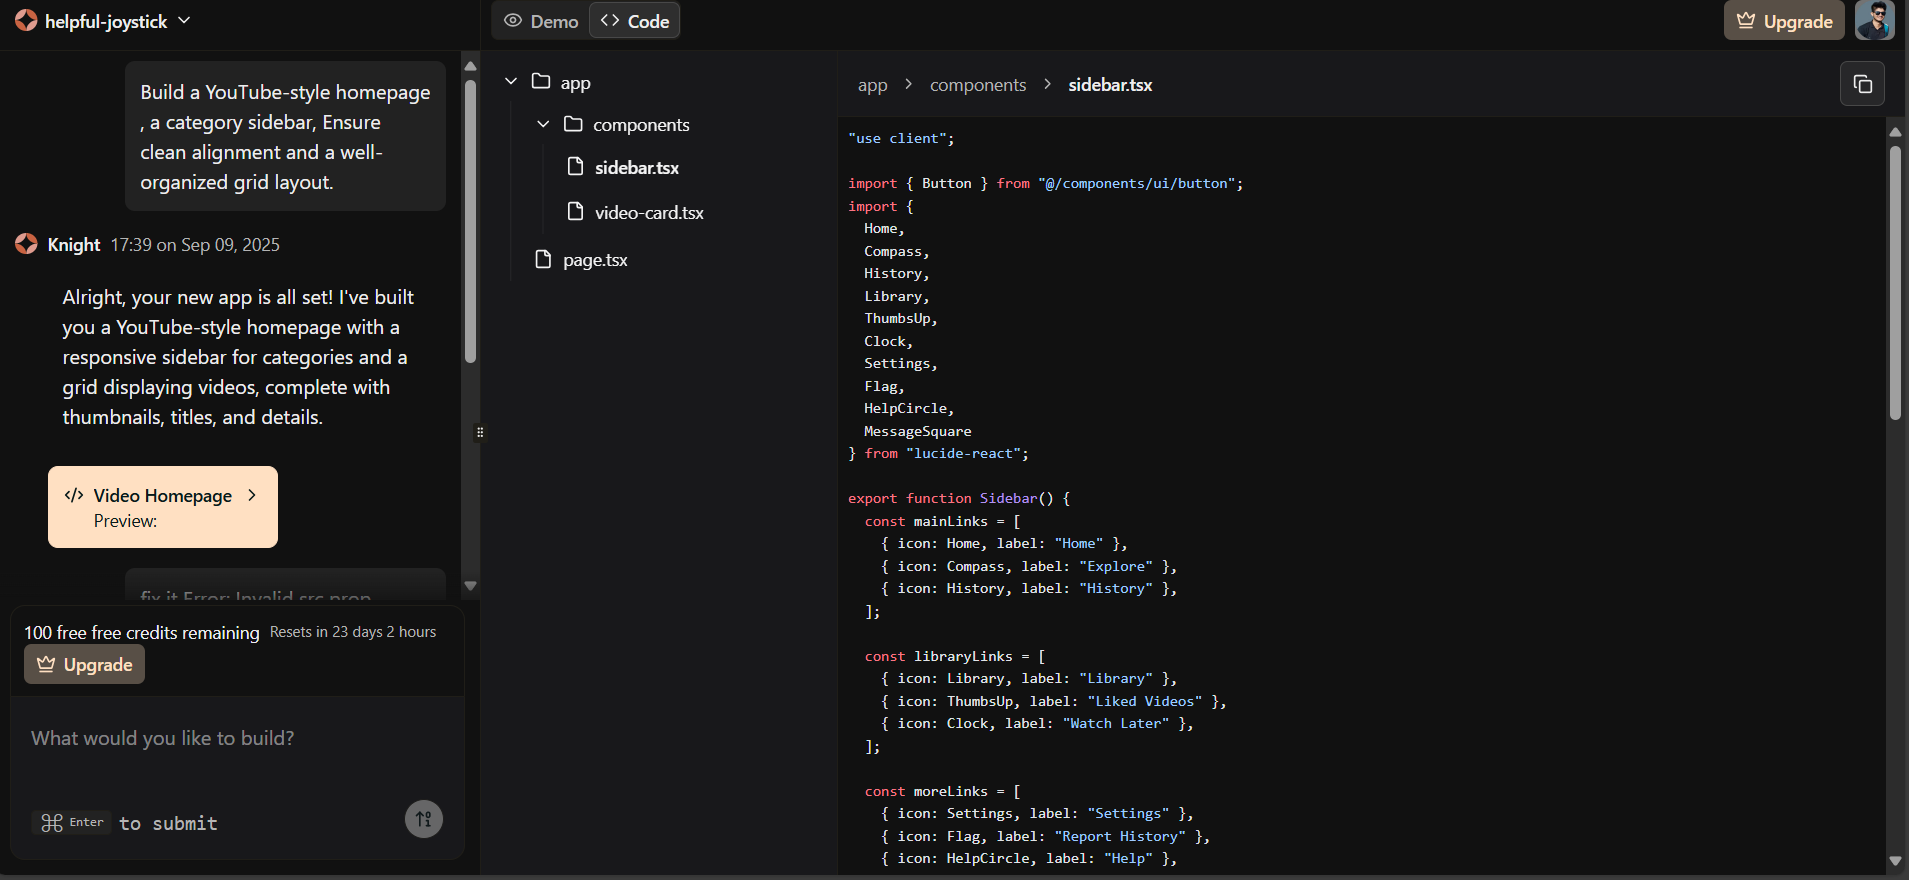 helpful-joystick
Demo
Code
Upgrade
Build a YouTube-style homepage
, a category sidebar, Ensure
clean alignment and a well-
organized grid layout.
Knight 17:39 on Sep 09, 2025
Alright, your new app is all set! I've built
you a YouTube-style homepage with a
responsive sidebar for categories and a
grid displaying videos, complete with
thumbnails, titles, and details.
</> Video Homepage
Preview:
fix it Error: Invalid src prop
100 free free credits remaining Resets in 23 days 2 hours
Upgrade
What would you like to build?
⌘ Enter to submit
app
components
sidebar.tsx
video-card.tsx
page.tsx
app > components > sidebar.tsx
"use client";
import { Button } from "@/components/ui/button";
import {
  Home,
  Compass,
  History,
  Library,
  ThumbsUp,
  Clock,
  Settings,
  Flag,
  HelpCircle,
  MessageSquare
} from "lucide-react";
export function Sidebar() {
  const mainLinks = [
    { icon: Home, label: "Home" },
    { icon: Compass, label: "Explore" },
    { icon: History, label: "History" },
  ];
  const libraryLinks = [
    { icon: Library, label: "Library" },
    { icon: ThumbsUp, label: "Liked Videos" },
    { icon: Clock, label: "Watch Later" },
  ];
  const moreLinks = [
    { icon: Settings, label: "Settings" },
    { icon: Flag, label: "Report History" },
    { icon: HelpCircle, label: "Help" },